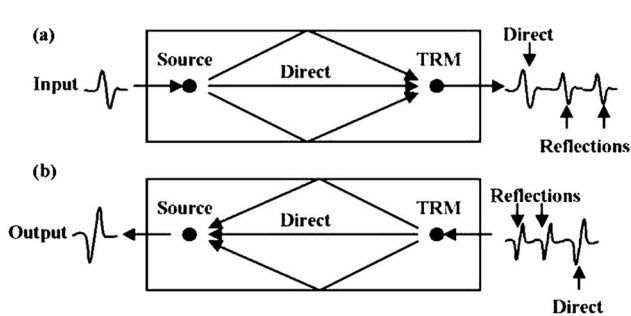 (a)
Source
TRM
Direct
Input
Direct
Reflections
(b)
Source
TRM
Reflections
Output
Direct
Direct